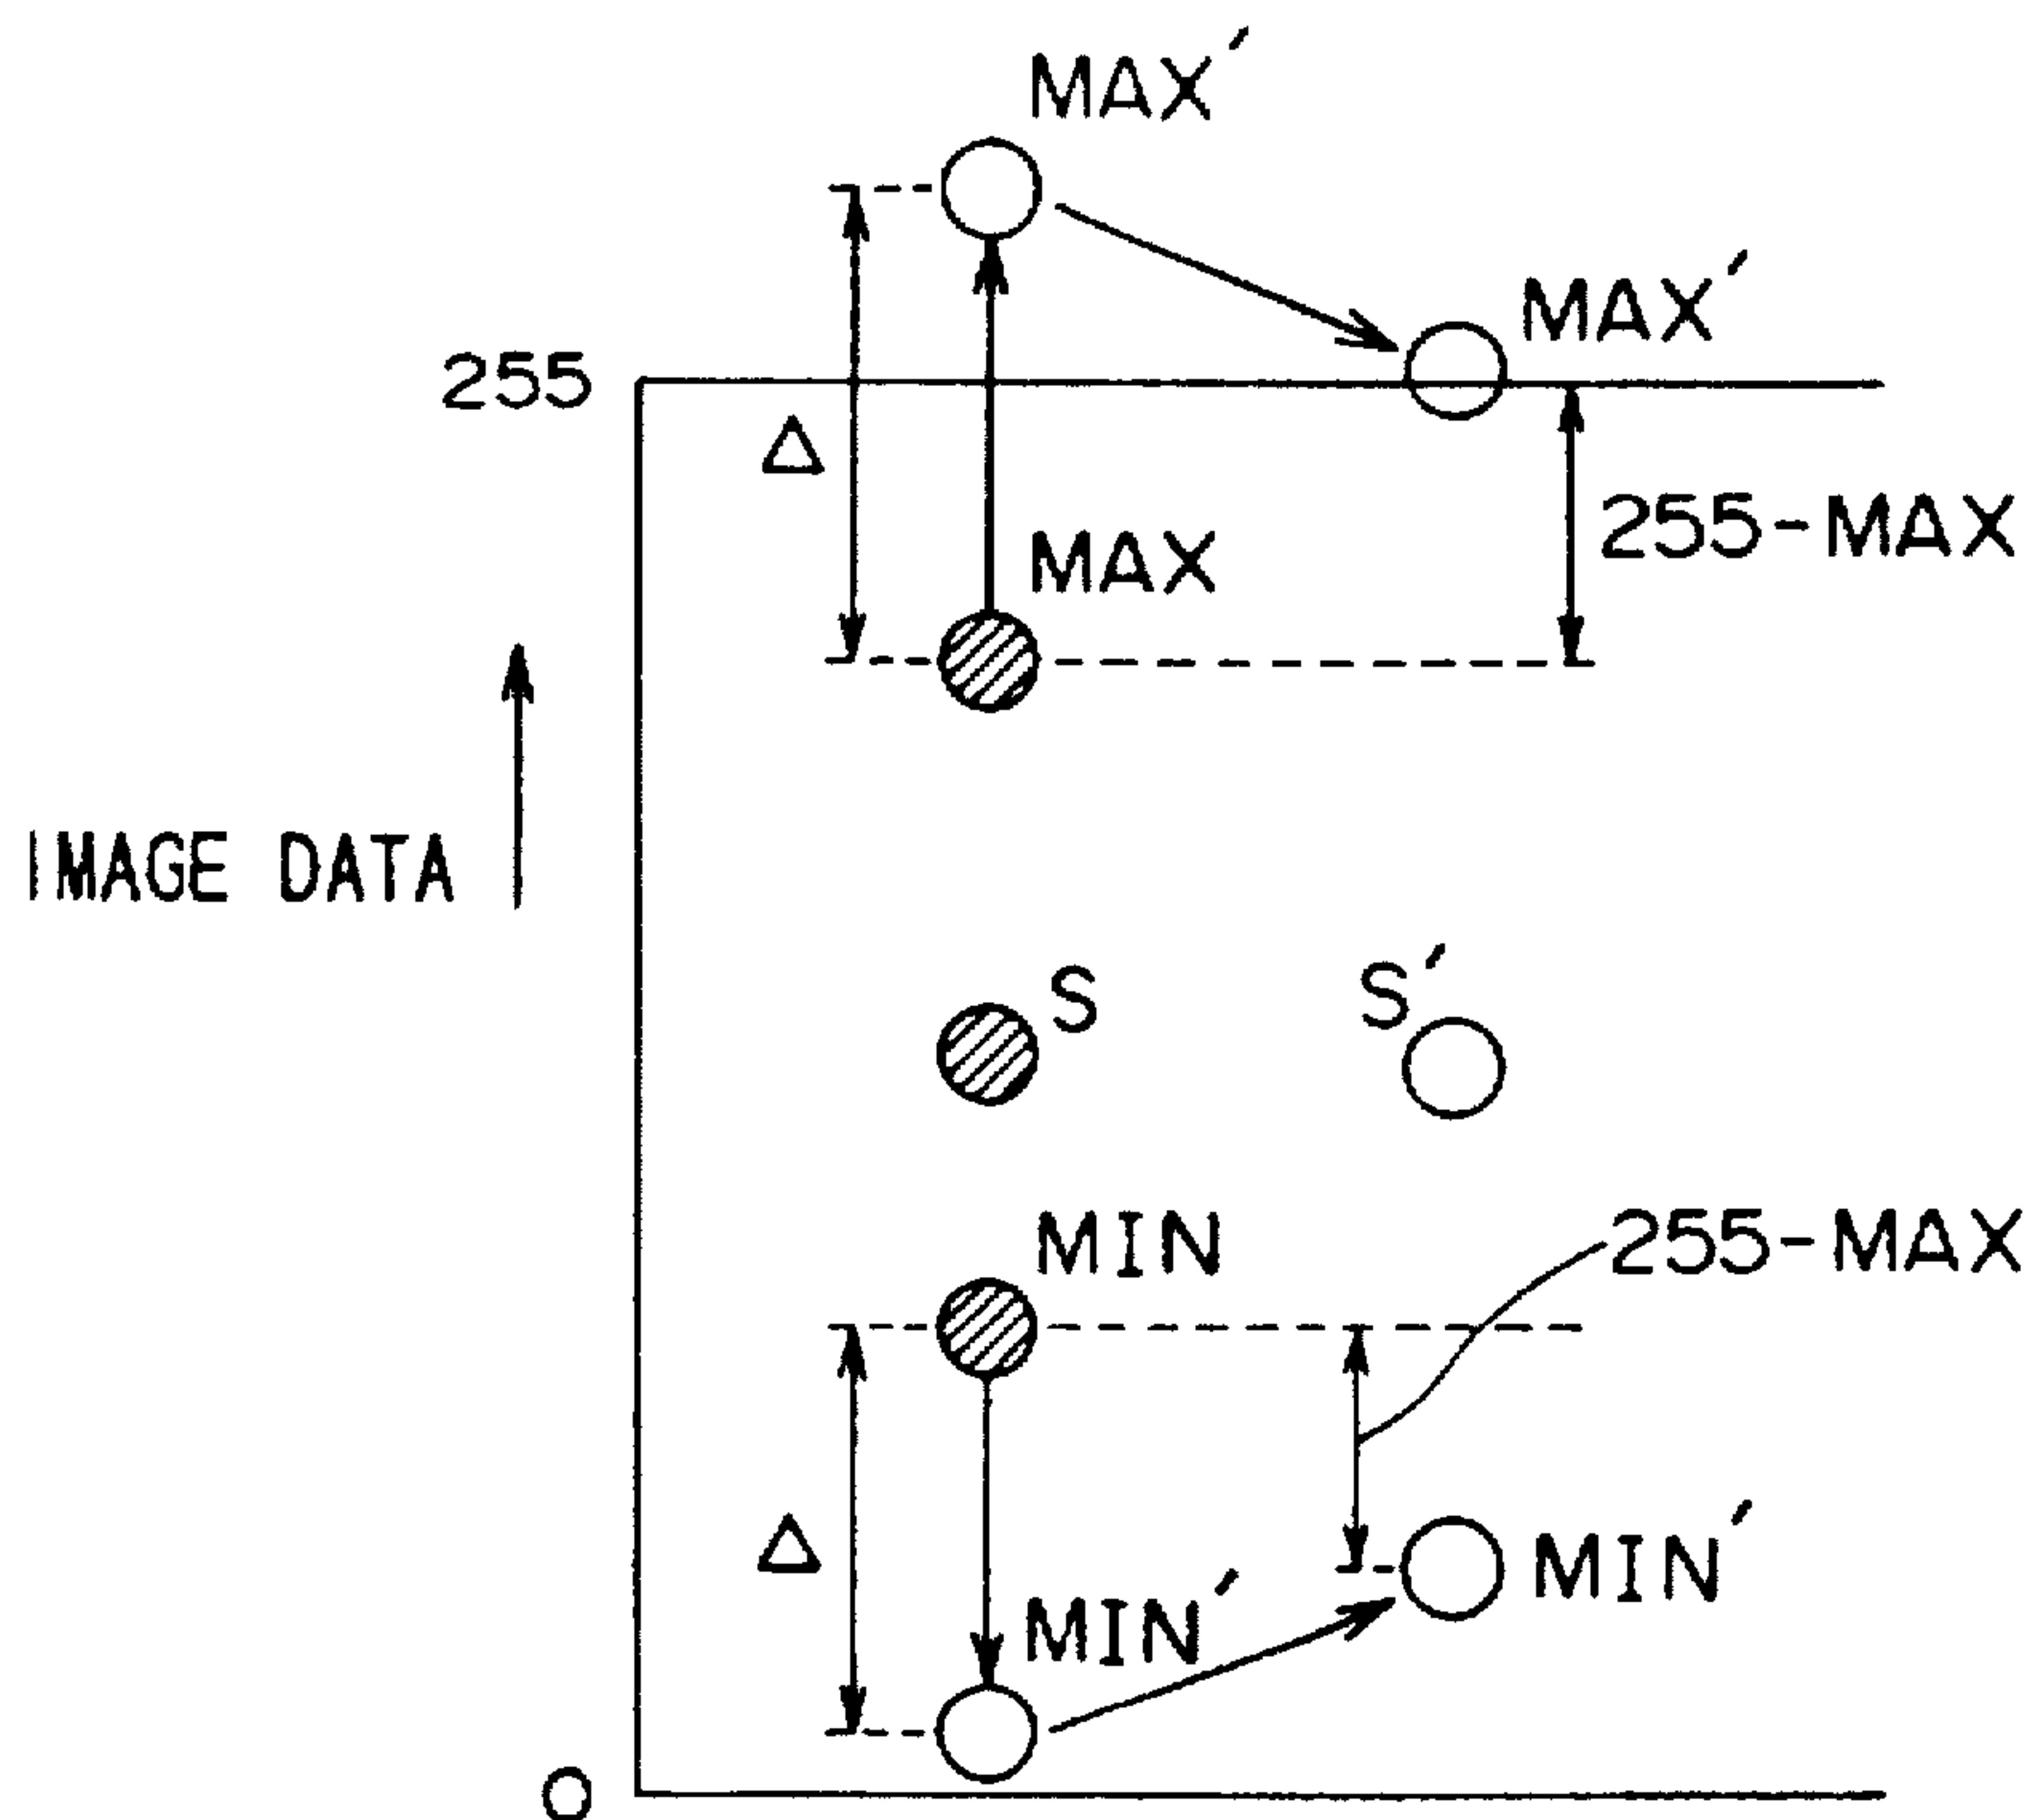 MAX′
MAX′
255
Δ
255-MAX
MAX
IMAGE DATA
S
S′
MIN
255-MAX
Δ
MIN′
MIN′
0